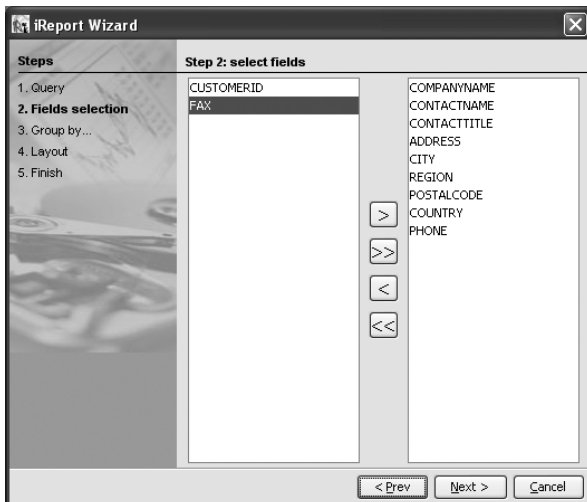 iReport Wizard
Steps
1. Query
2. Fields selection
3. Group by...
4. Layout
5. Finish
Step 2: select fields
CUSTOMERID
FAX
>
>>
<
<<
COMPANYNAME
CONTACTNAME
CONTACTTITLE
ADDRESS
CITY
REGION
POSTALCODE
COUNTRY
PHONE
< Prev
Next >
Cancel